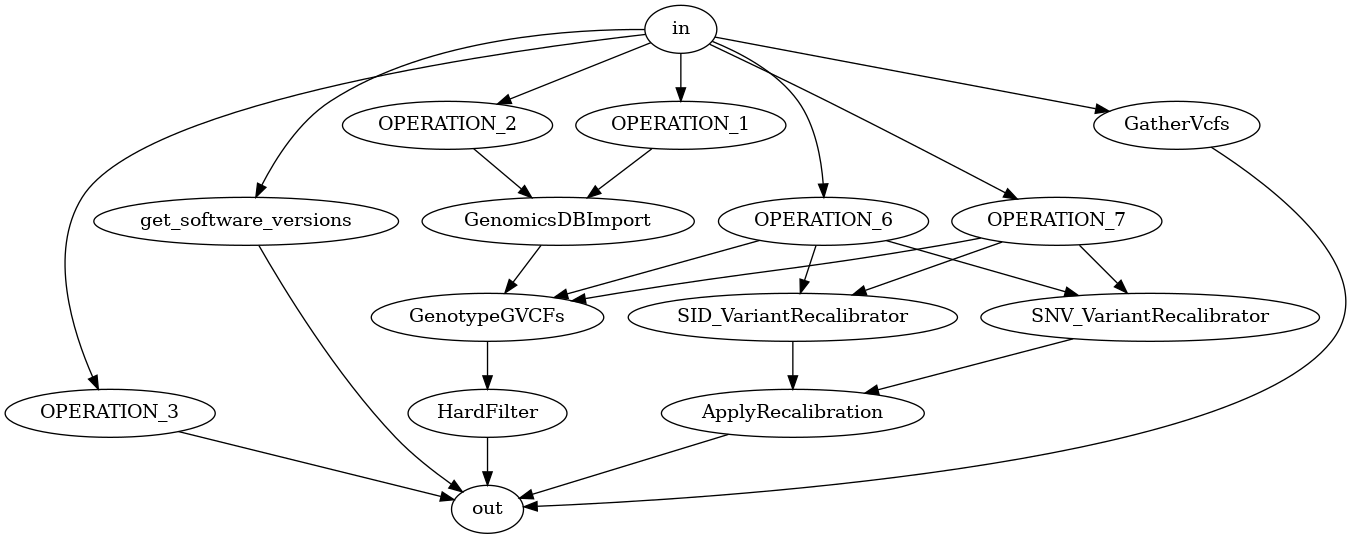 in
OPERATION_2
OPERATION_1
GatherVcfs
get_software_versions
GenomicsDBImport
OPERATION_6
OPERATION_7
GenotypeGVCFs
SID_VariantRecalibrator
SNV_VariantRecalibrator
OPERATION_3
HardFilter
ApplyRecalibration
out